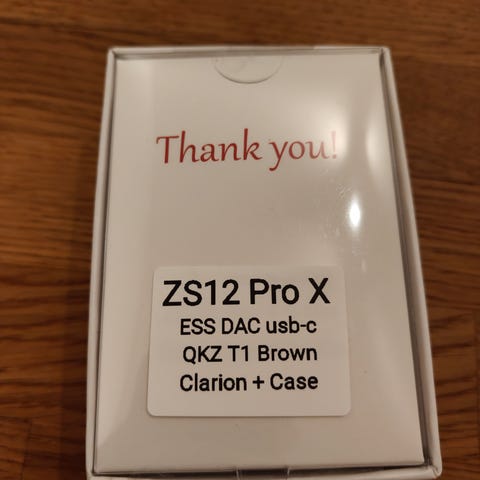 Thank you!
ZS12 Pro X
ESS DAC usb-c
QKZ T1 Brown
Clarion + Case